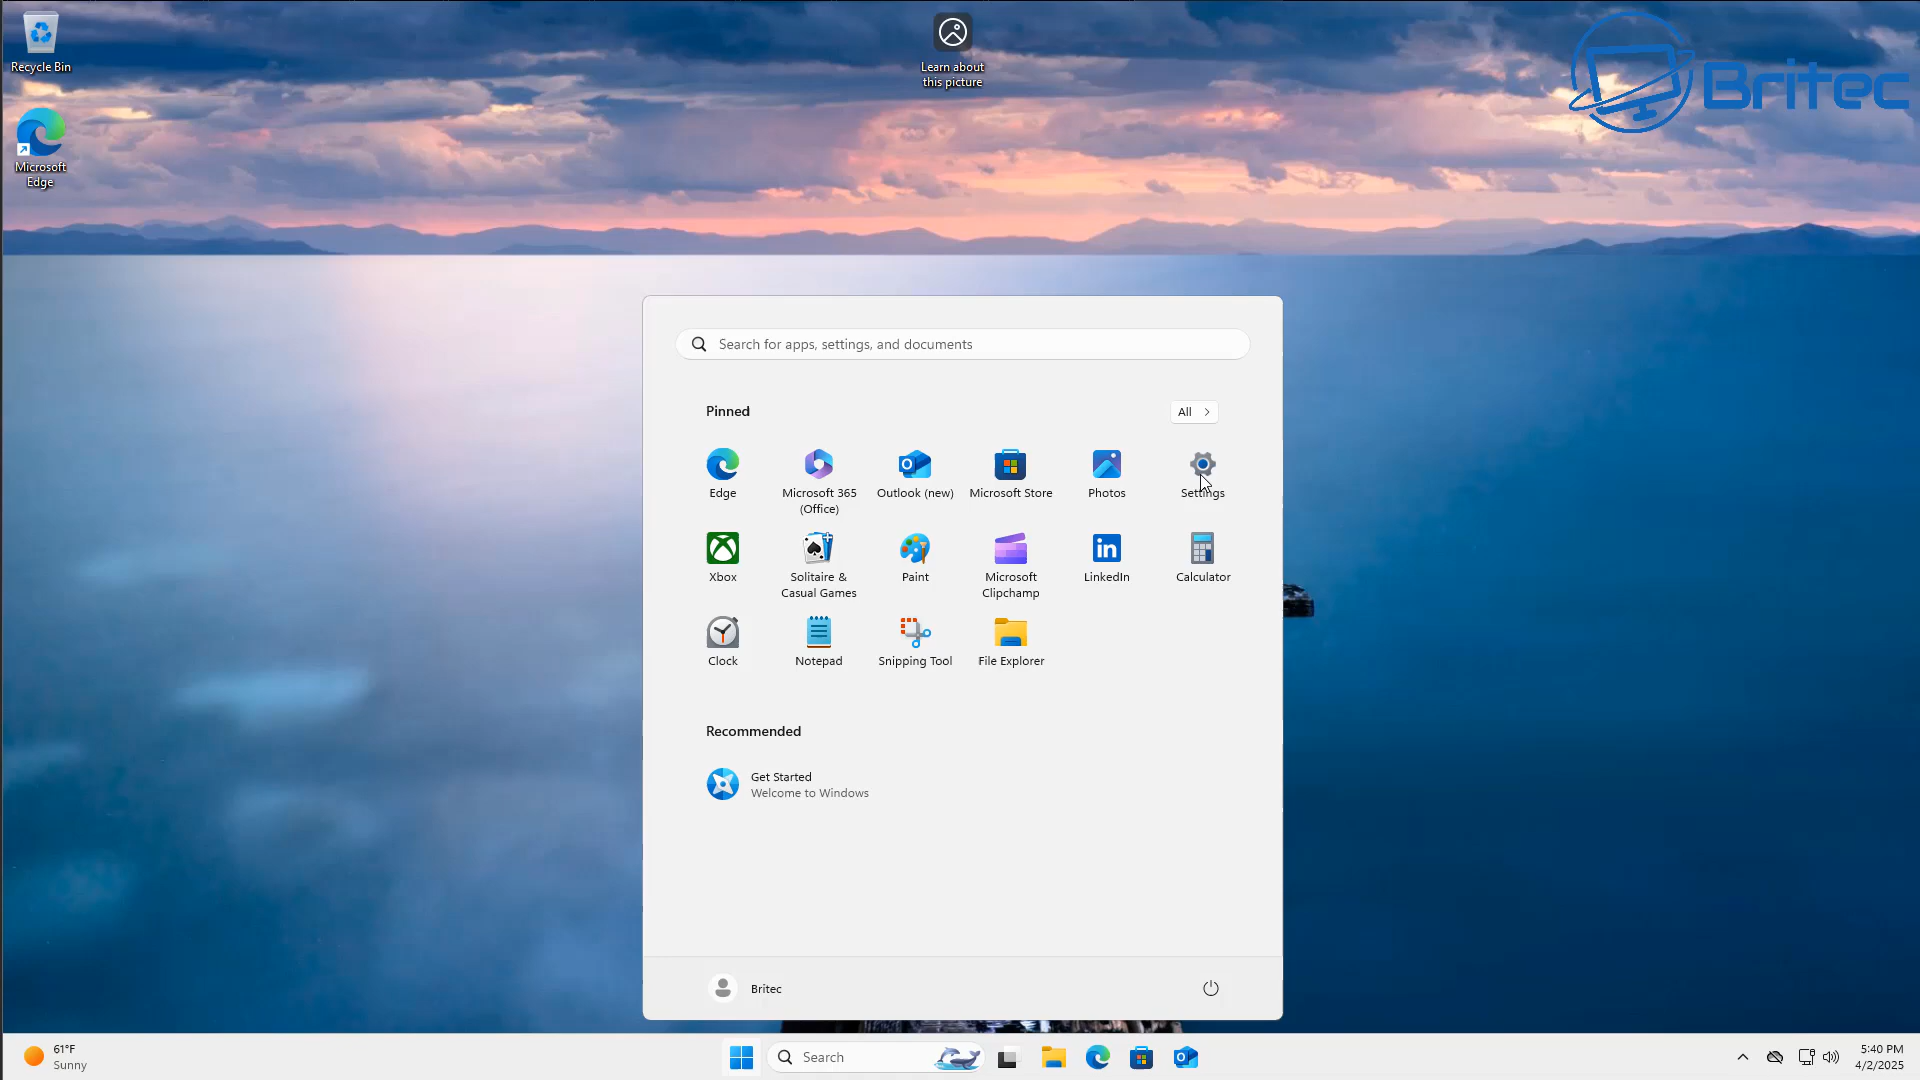 Recycle Bin
Microsoft
Edge
Learn about
this picture
Britec
Search for apps, settings, and documents
Pinned
All
Edge
Microsoft 365
(Office)
Outlook (new)
Microsoft Store
Photos
Settings
Xbox
Solitaire &
Casual Games
Paint
Microsoft
Clipchamp
LinkedIn
Calculator
Clock
Notepad
Snipping Tool
File Explorer
Recommended
Get Started
Welcome to Windows
Britec
61°F
Sunny
Search
5:40 PM
4/2/2025